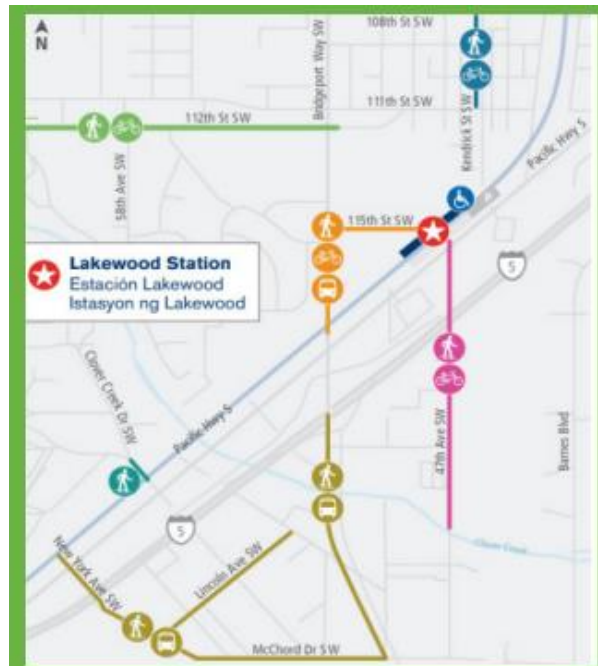 N
108th St SW
Bridgeport Way SW
111th St SW
Kendrick St SW
Pacific Hwy S
112th St SW
58th Ave SW
115th St SW
5
Lakewood Station
Estación Lakewood
Istasyon ng Lakewood
Clover Creek Dr SW
Pacific Hwy S
47th Ave SW
Barnes Blvd
5
Clover Creek
New York Ave SW
Lincoln Ave SW
McChord Dr SW